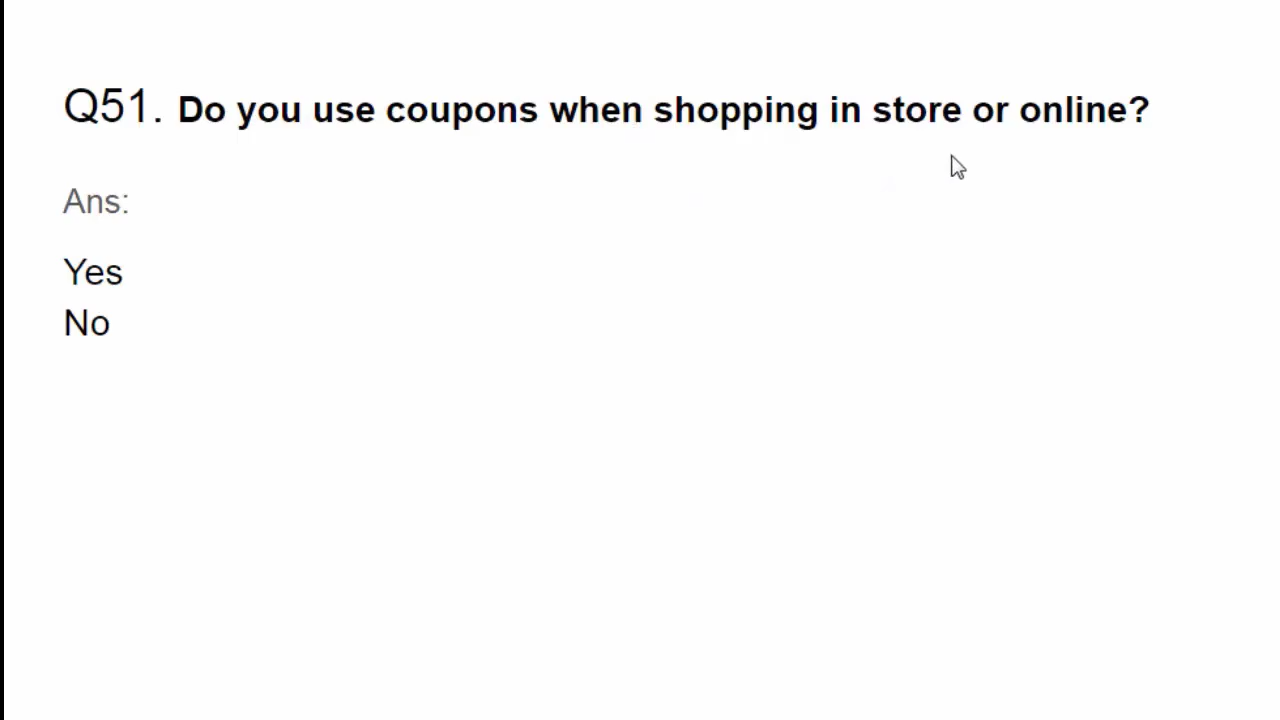 Q51. Do you use coupons when shopping in store or online?
Ans:
Yes
No